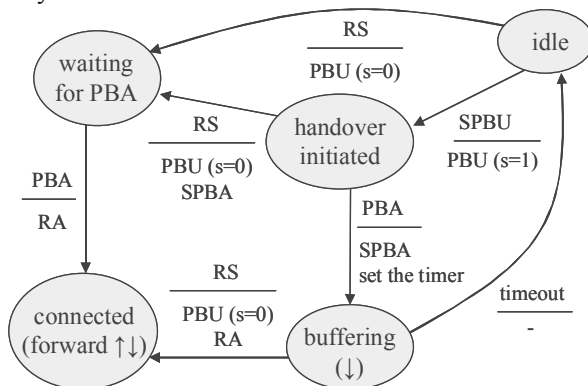 RS
PBU (s=0)
idle
waiting
for PBA
handover
initiated
SPBU
PBU (s=1)
RS
PBU (s=0)
SPBA
PBA
RA
PBA
SPBA
set the timer
RS
PBU (s=0)
RA
timeout
-
connected
(forward ↑↓)
buffering
(↓)